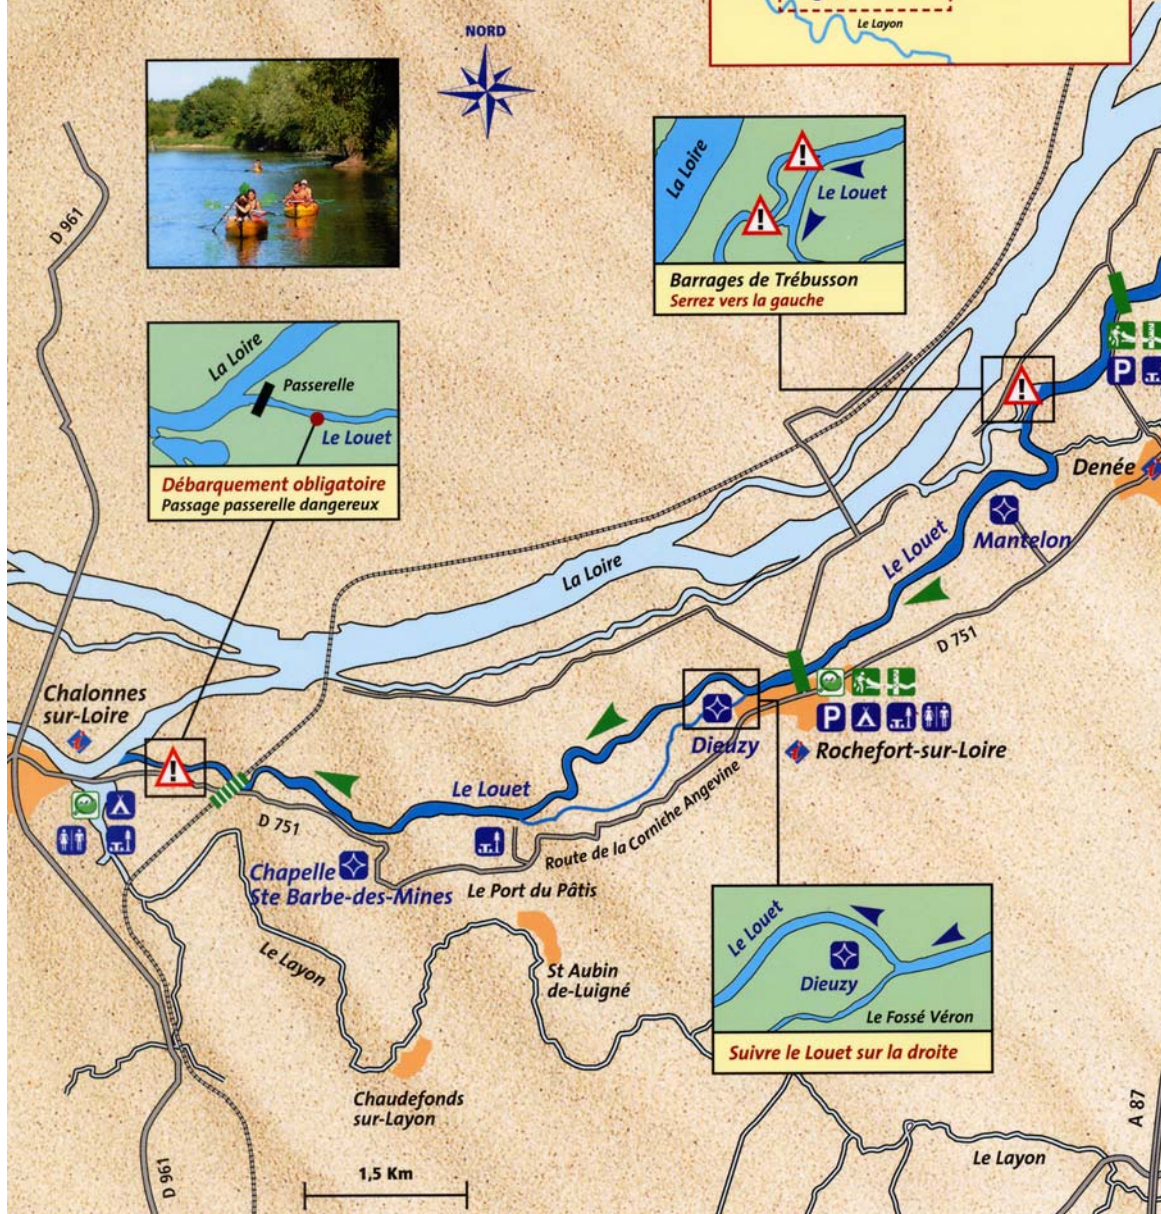 NORD
Le Layon
D 961
La Loire
Le Louet
Barrages de Trébusson
Serrez vers la gauche
La Loire
Passerelle
Le Louet
Débarquement obligatoire
Passage passerelle dangereux
P
Denée
i
Mantelon
Le Louet
La Loire
D 751
Chalonnes
sur-Loire
i
P
Dieuzy
i
Rochefort-sur-Loire
Le Louet
D 751
Route de la Corniche Angevine
Chapelle
Ste Barbe-des-Mines
Le Port du Pâtis
Le Layon
St Aubin
de-Luigné
Le Louet
Dieuzy
Le Fossé Véron
Suivre le Louet sur la droite
Chaudefonds
sur-Layon
A 87
Le Layon
D 961
1,5 Km